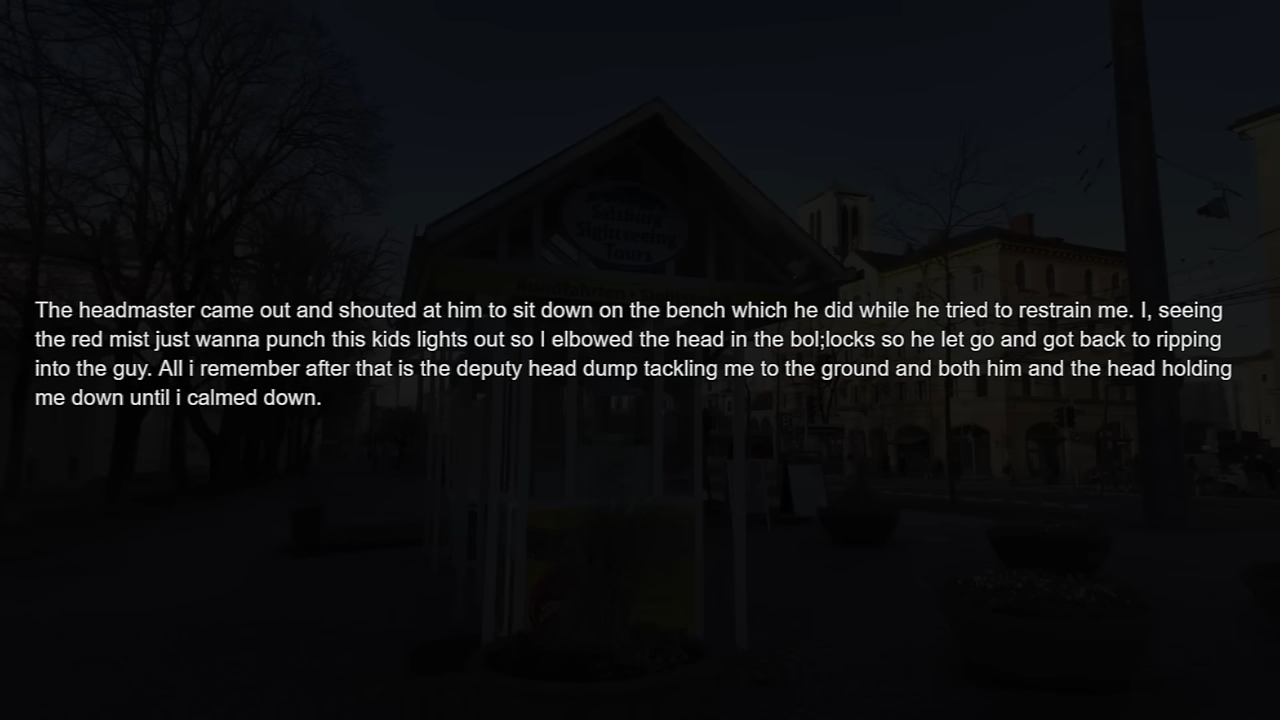 Salzburg
Sightseeing
Tours
The headmaster came out and shouted at him to sit down on the bench which he did while he tried to restrain me. I, seeing
the red mist just wanna punch this kids lights out so I elbowed the head in the bol;locks so he let go and got back to ripping
into the guy. All i remember after that is the deputy head dump tackling me to the ground and both him and the head holding
me down until i calmed down.